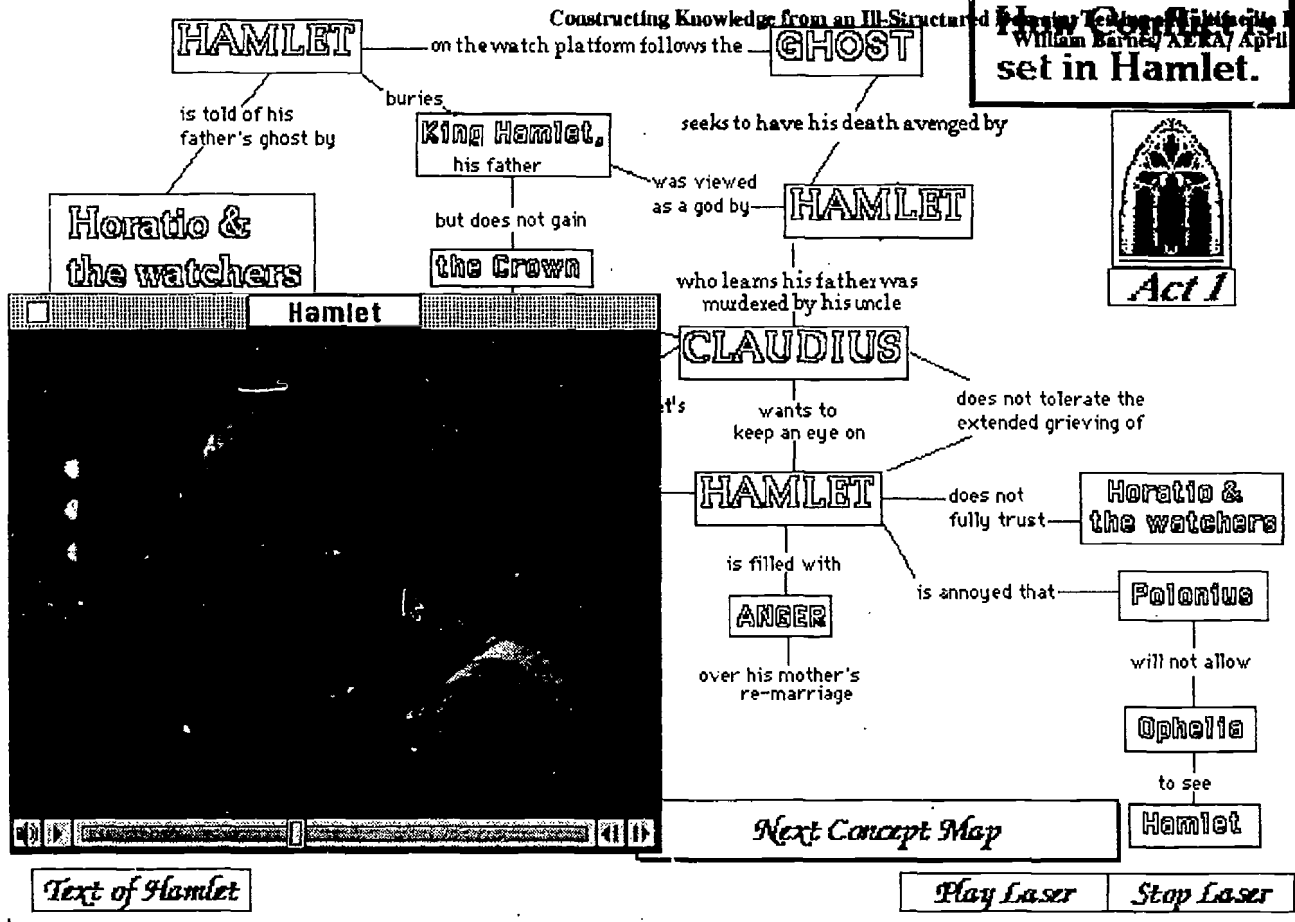 Constructing Knowledge from an Ill-Structured
William Barnes/ AERA/ April
How Conflict is
set in Hamlet.
HAMLET
on the watch platform follows the
GHOST
is told of his
father's ghost by
buries
King Hamlet,
his father
seeks to have his death avenged by
was viewed
as a god by
HAMLET
Horatio &
the watchers
but does not gain
the Crown
Act 1
who learns his father was
murdered by his uncle
Hamlet
CLAUDIUS
et's
wants to
keep an eye on
does not tolerate the
extended grieving of
HAMLET
does not
fully trust
Horatio &
the watchers
is filled with
is annoyed that
Polonius
ANGER
over his mother's
re-marriage
will not allow
Ophelia
to see
Hamlet
Next Concept Map
Text of Hamlet
Play Laser
Stop Laser